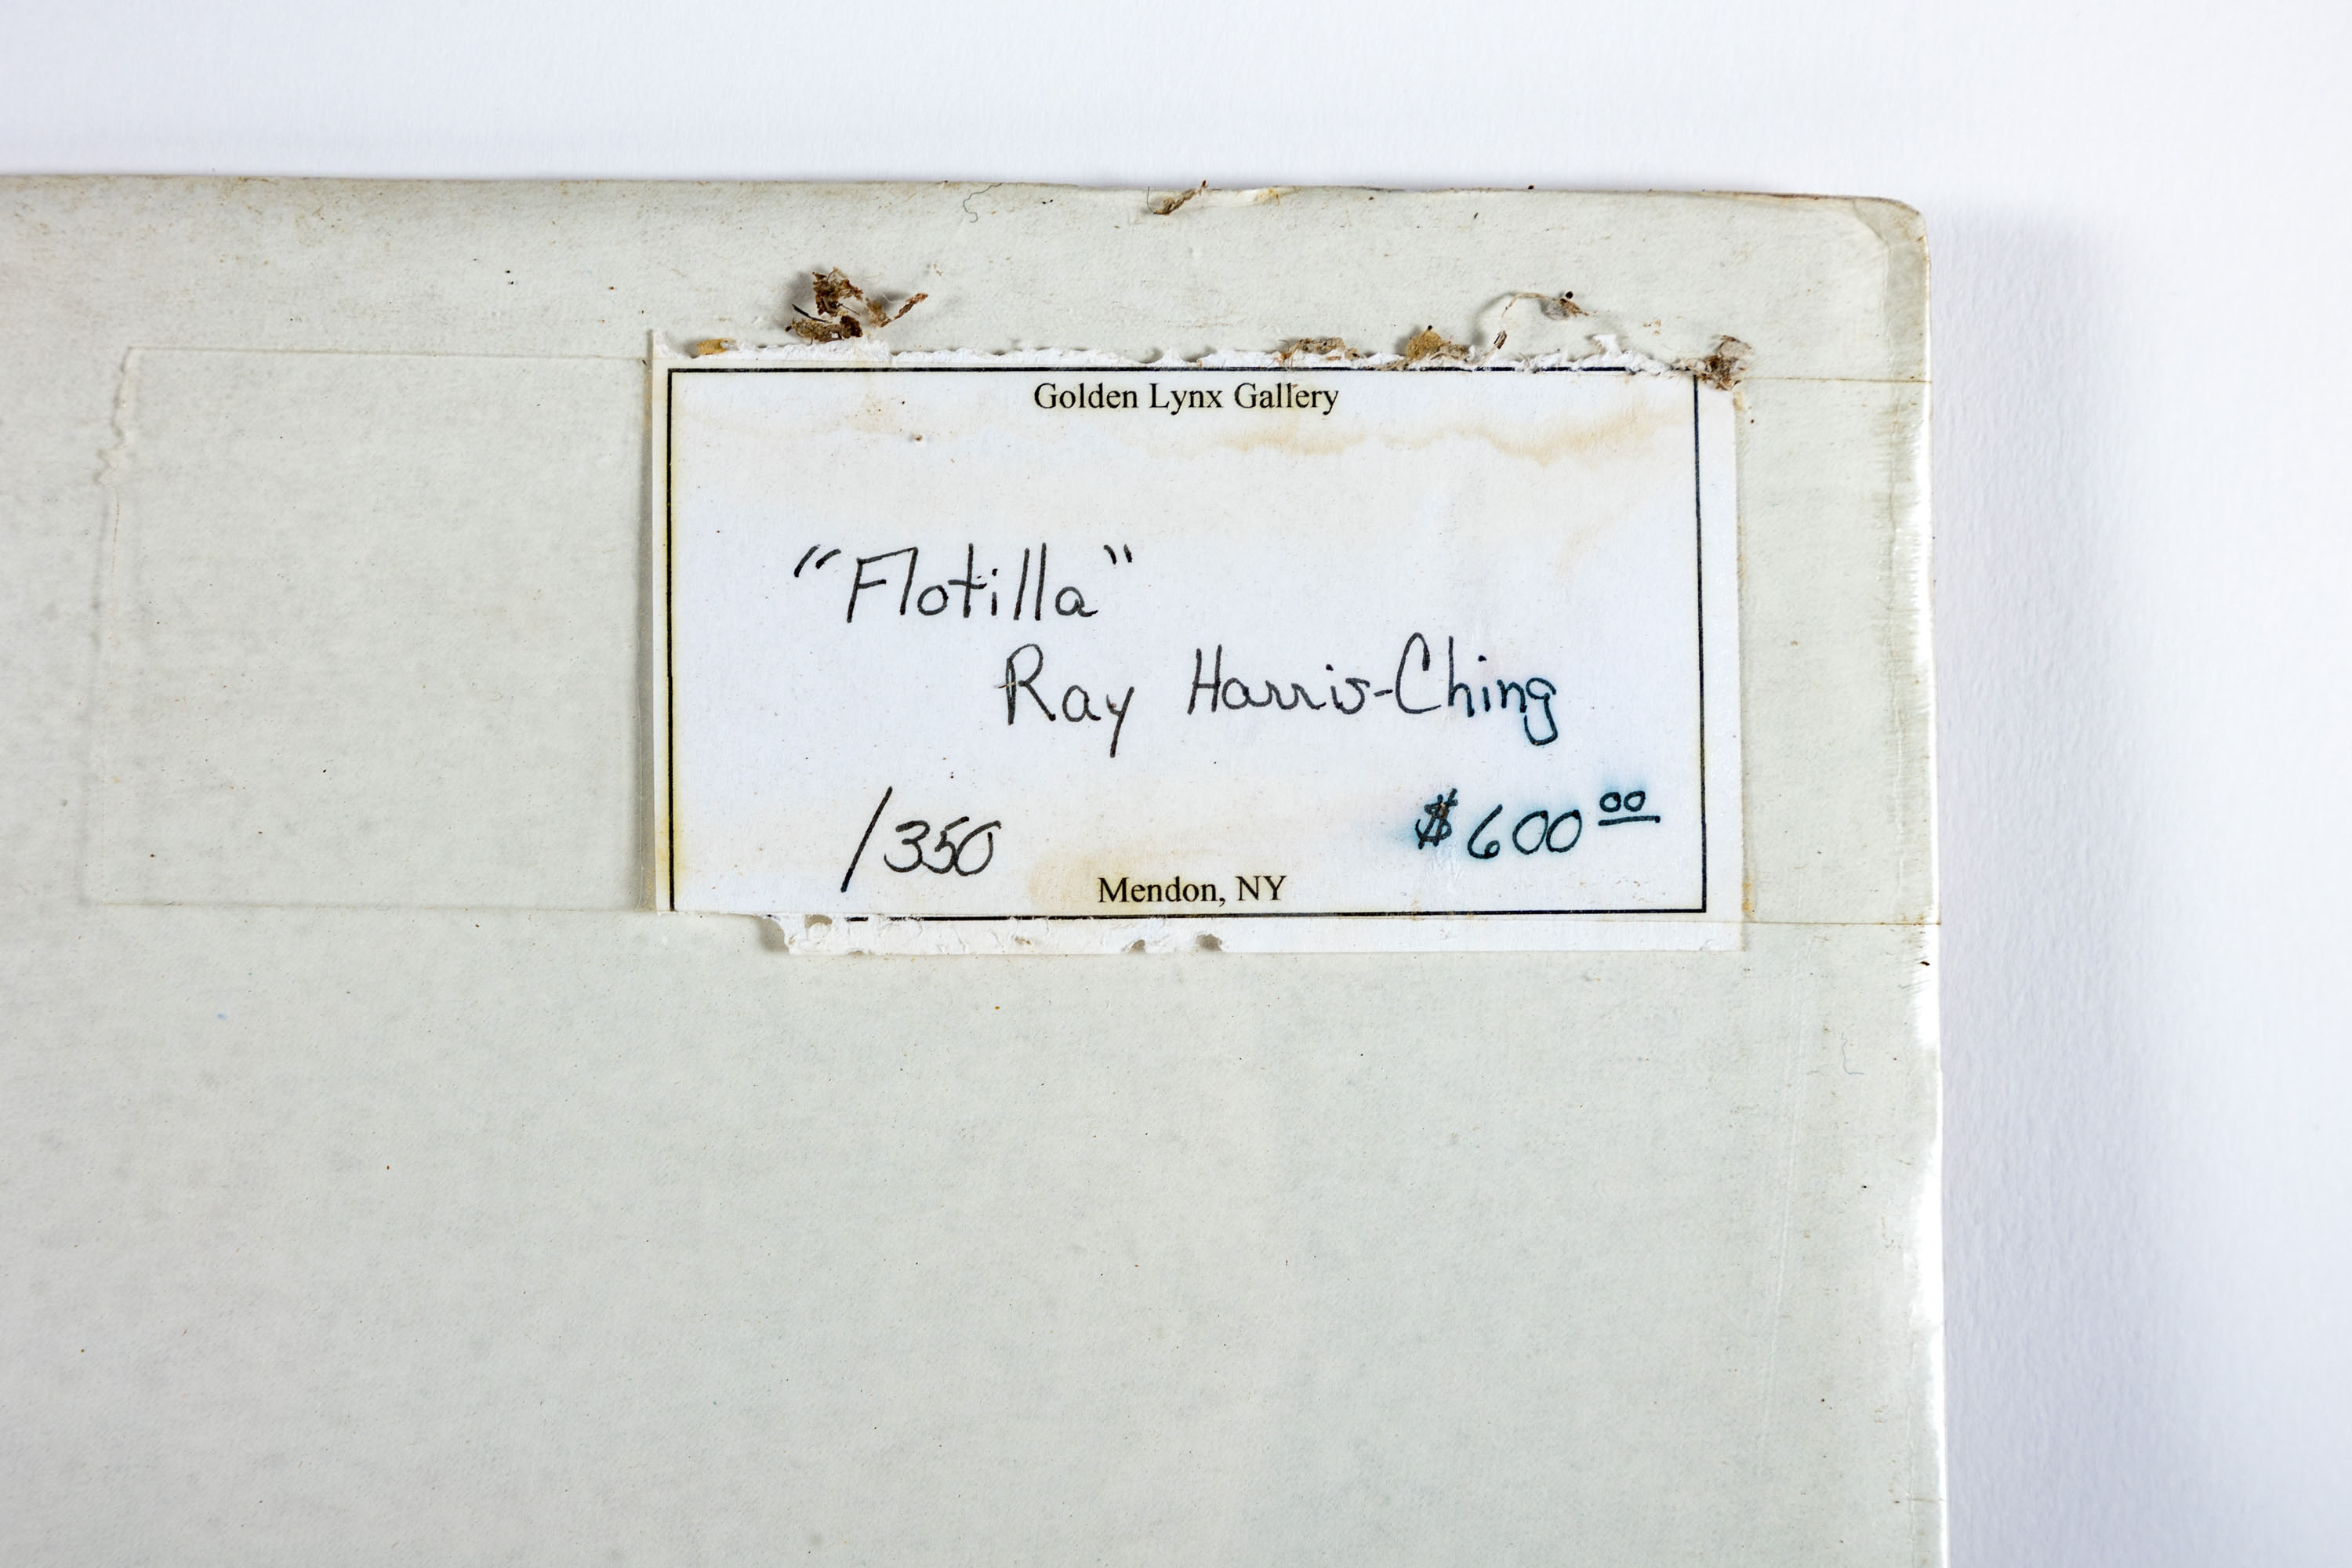 Golden Lynx Gallery
"Flotilla"
Ray Harris-Ching
/350 $600.00
Mendon, NY